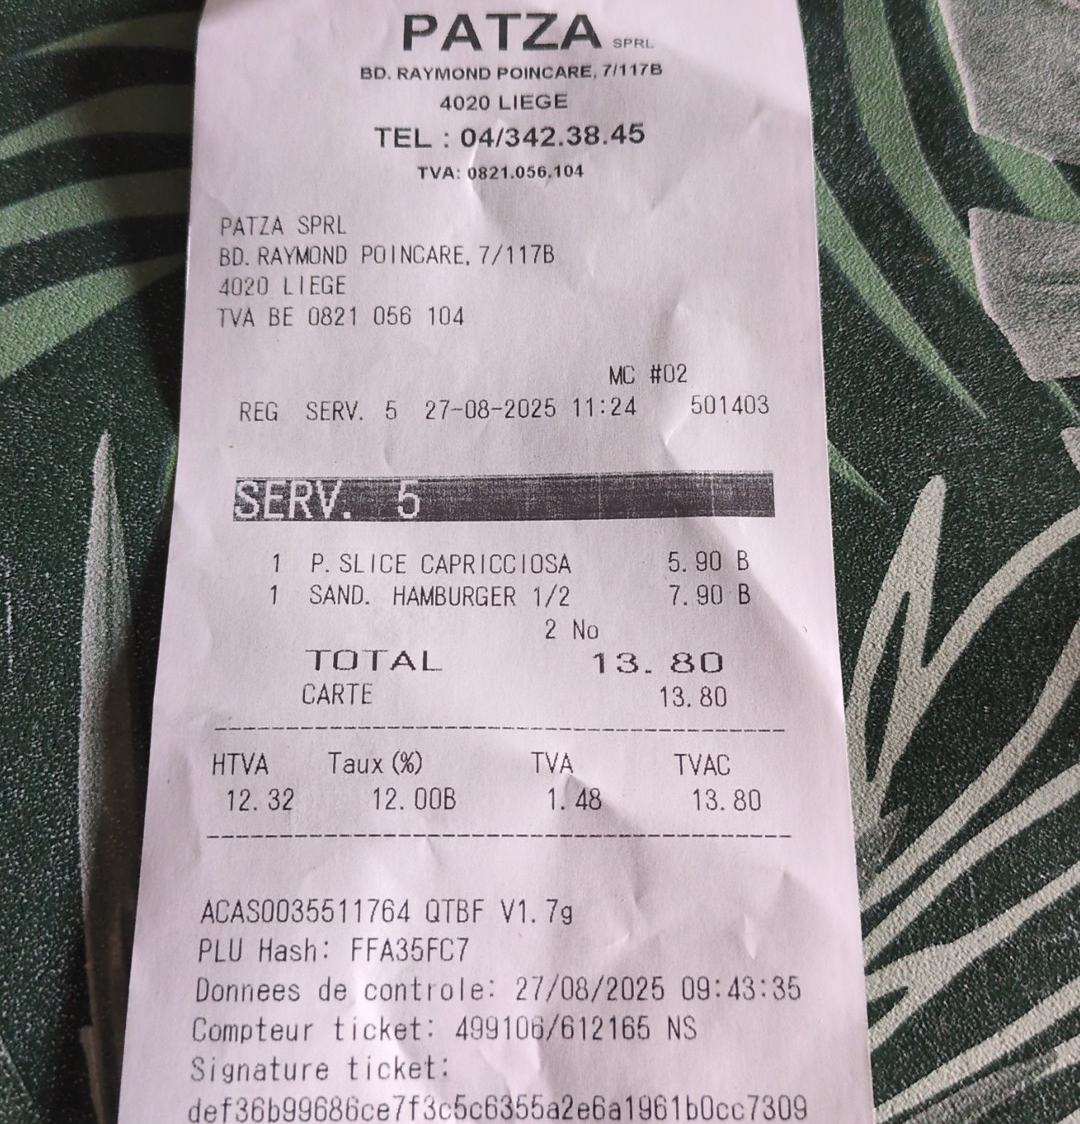 PATZA SPRL
BD. RAYMOND POINCARE, 7/117B
4020 LIEGE
TEL : 04/342.38.45
TVA: 0821.056.104
PATZA SPRL
BD. RAYMOND POINCARE, 7/117B
4020 LIEGE
TVA BE 0821 056 104
MC #02
REG SERV. 5 27-08-2025 11:24 501403
SERV. 5
1 P. SLICE CAPRICCIOSA 5.90 B
1 SAND. HAMBURGER 1/2 7.90 B
2 No
TOTAL 13.80
CARTE 13.80
HTVA Taux (%) TVA TVAC
12.32 12.00B 1.48 13.80
ACAS0035511764 QTBF V1.7g
PLU Hash: FFA35FC7
Donnees de controle: 27/08/2025 09:43:35
Compteur ticket: 499106/612165 NS
Signature ticket:
def36b99686ce7f3c5c6355a2e6a1961b0cc7309